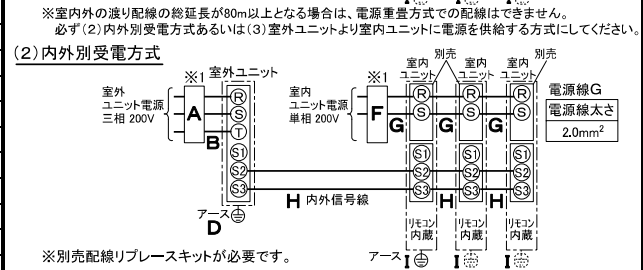 ※室内外の渡り配線の総延長が80m以上となる場合は、電源重畳方式での配線はできません。
必ず(2)内外別受電方式あるいは(3)室外ユニットより室内ユニットに電源を供給する方式にしてください。
(2)内外別受電方式
※1
室外ユニット
室外
ユニット電源
三相 200V
A
B
R
S
T
S1
S2
S3
アース
D
H 内外信号線
※1
室内
ユニット電源
単相 200V
F
G
G
G
室内
ユニット
別売
室内
ユニット
室内
ユニット
別売
R
S
S1
S2
S3
R
S
S1
S2
S3
R
S
S1
S2
S3
H
H
リモコン
内蔵
リモコン
内蔵
リモコン
内蔵
アース
I
I
I
電源線G
電源線太さ
2.0mm²
※別売配線リプレースキットが必要です。